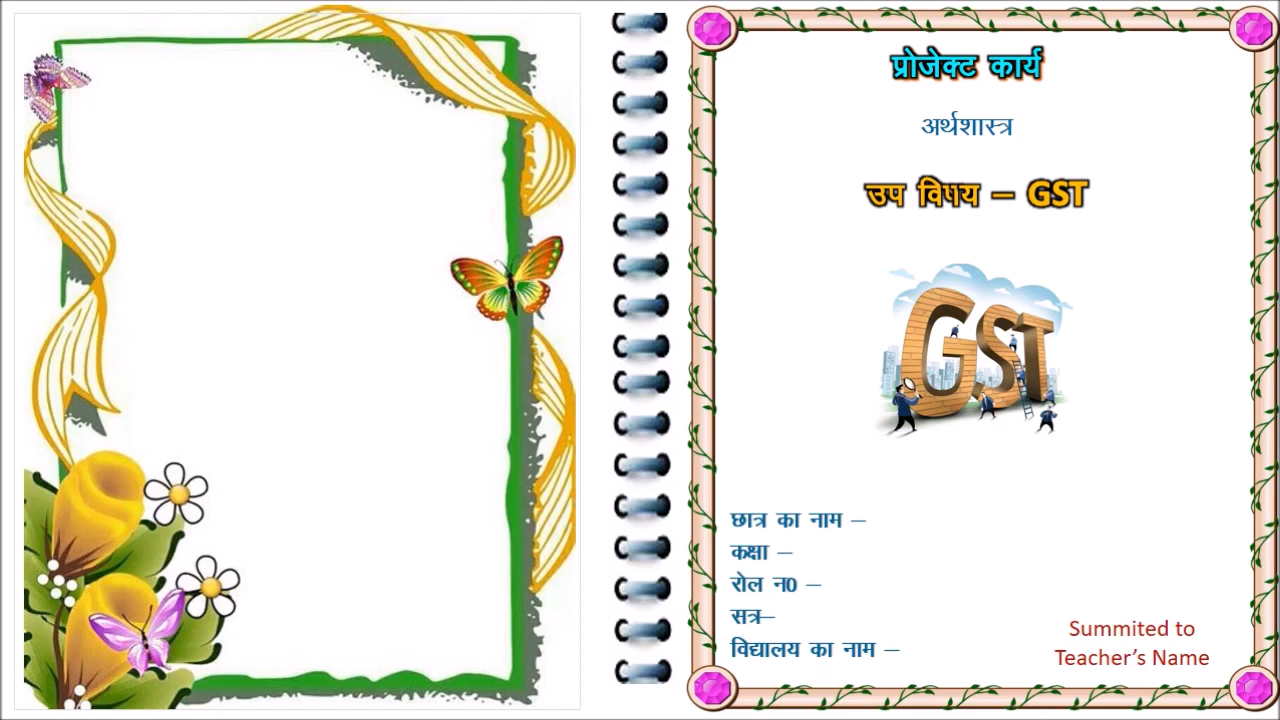 प्रोजेक्ट कार्य
अर्थशास्त्र
उप विषय – GST
GST
छात्र का नाम –
कक्षा –
रोल न0 –
सत्र–
विद्यालय का नाम –
Summited to
Teacher's Name